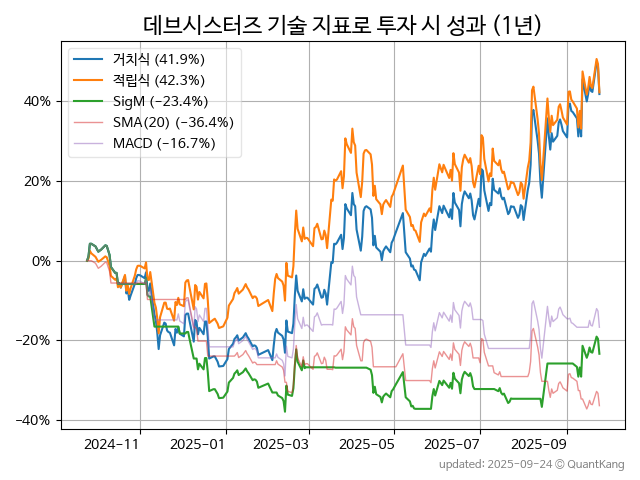 데브시스터즈 기술 지표로 투자 시 성과 (1년)
거치식 (41.9%)
적립식 (42.3%)
SigM (−23.4%)
SMA(20) (−36.4%)
MACD (−16.7%)
40%
20%
0%
−20%
−40%
2024-11 2025-01 2025-03 2025-05 2025-07 2025-09
updated: 2025-09-24 © QuantKang